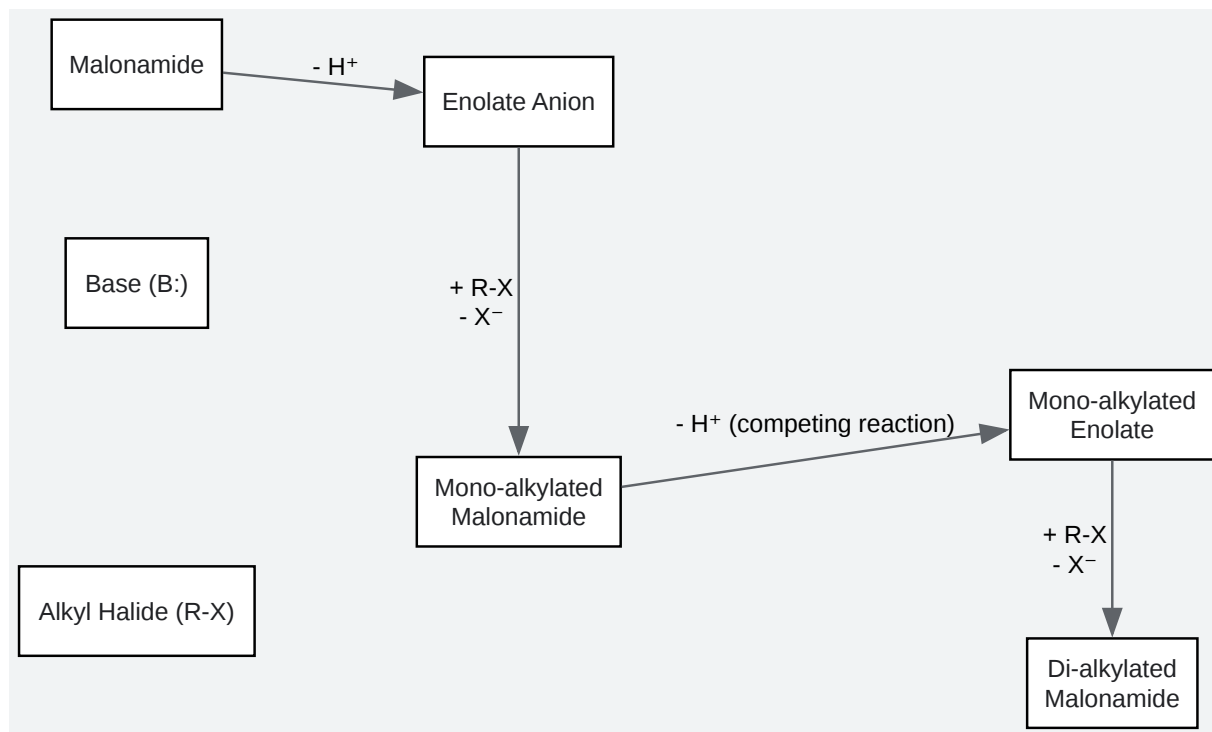 Malonamide
- H⁺
Enolate Anion
Base (B:)
+ R-X
- X⁻
- H⁺ (competing reaction)
Mono-alkylated
Enolate
Mono-alkylated
Malonamide
+ R-X
- X⁻
Alkyl Halide (R-X)
Di-alkylated
Malonamide